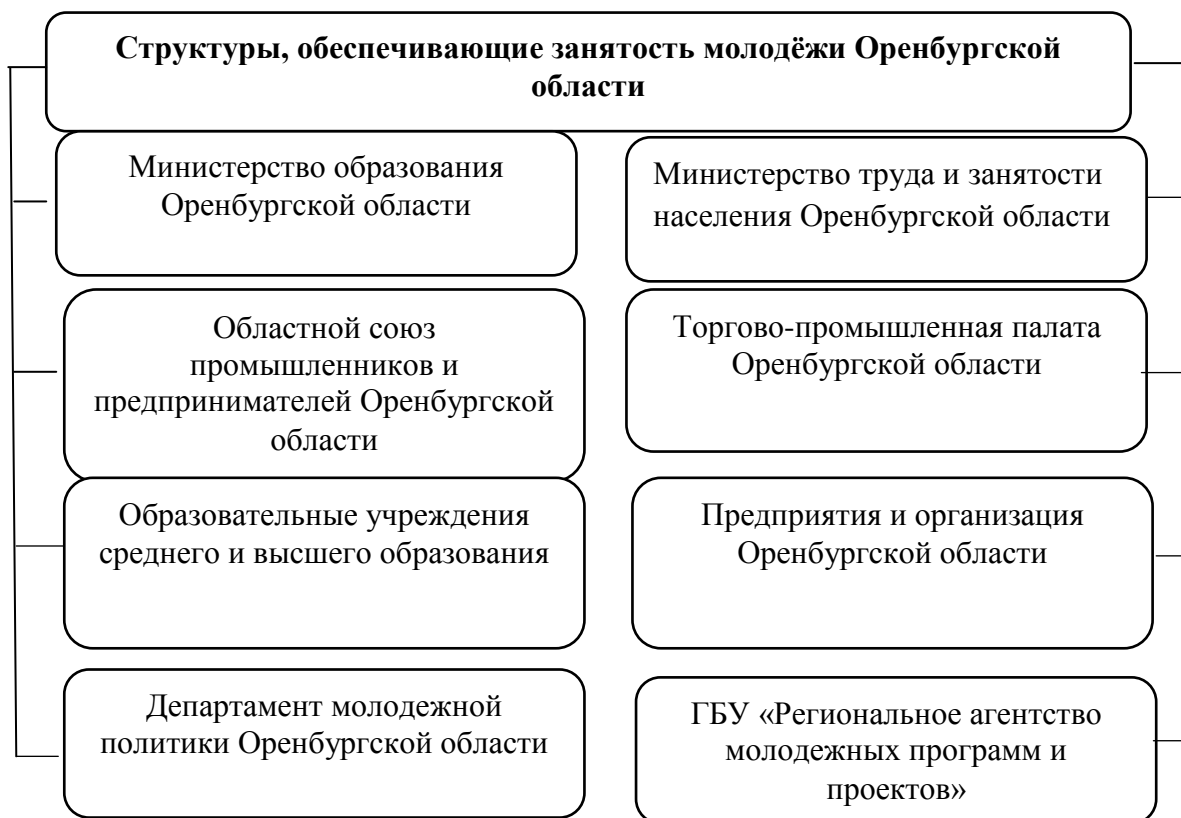 Структуры, обеспечивающие занятость молодёжи Оренбургской
области
Министерство образования
Оренбургской области
Министерство труда и занятости
населения Оренбургской области
Областной союз
промышленников и
предпринимателей Оренбургской
области
Торгово-промышленная палата
Оренбургской области
Образовательные учреждения
среднего и высшего образования
Предприятия и организация
Оренбургской области
Департамент молодежной
политики Оренбургской области
ГБУ «Региональное агентство
молодежных программ и
проектов»